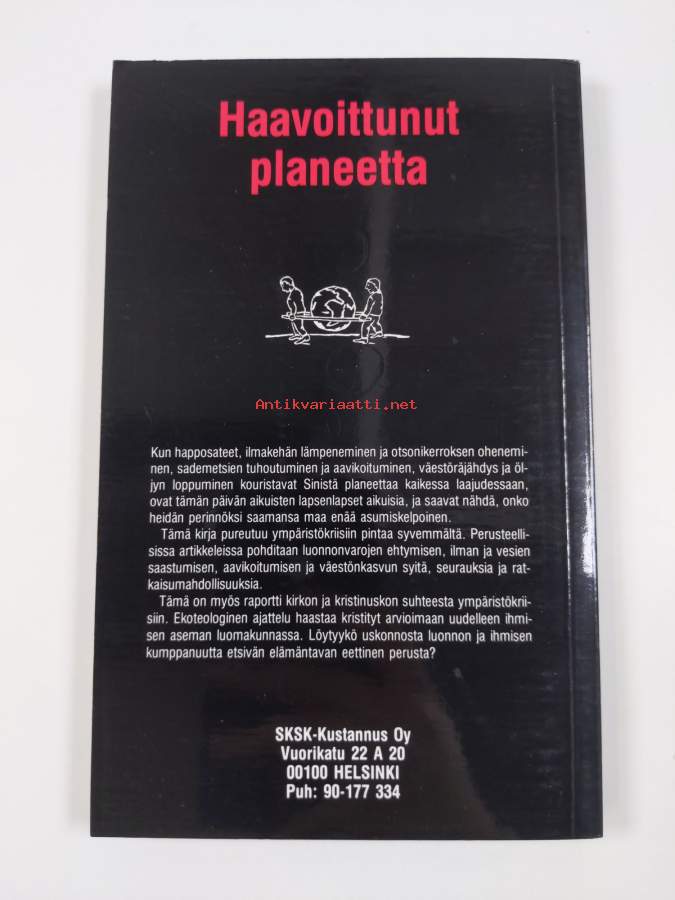 Haavoittunut
planeetta
Antikvariaatti.net
Kun happosateet, ilmakehän lämpeneminen ja otsonikerroksen ohenemi-
nen, sademetsien tuhoutuminen ja aavikoituminen, väestöräjähdys ja öl-
jyn loppuminen kouristavat Sinistä planeettaa kaikessa laajudessaan,
ovat tämän päivän aikuisten lapsenlapset aikuisia, ja saavat nähdä, onko
heidän perinnöksi saamansa maa enää asumiskelpoinen.
Tämä kirja pureutuu ympäristökriisiin pintaa syvemmältä. Perusteelli-
sissa artikkeleissa pohditaan luonnonvarojen ehtymisen, ilman ja vesien
saastumisen, aavikoitumisen ja väestönkasvun syitä, seurauksia ja rat-
kaisumahdollisuuksia.
Tämä on myös raportti kirkon ja kristinuskon suhteesta ympäristökrii-
siin. Ekoteologinen ajattelu haastaa kristityt arvioimaan uudelleen ihmi-
sen aseman luomakunnassa. Löytyykö uskonnosta luonnon ja ihmisen
kumppanuutta etsivän elämäntavan eettinen perusta?
SKSK-Kustannus Oy
Vuorikatu 22 A 20
00100 HELSINKI
Puh: 90-177 334